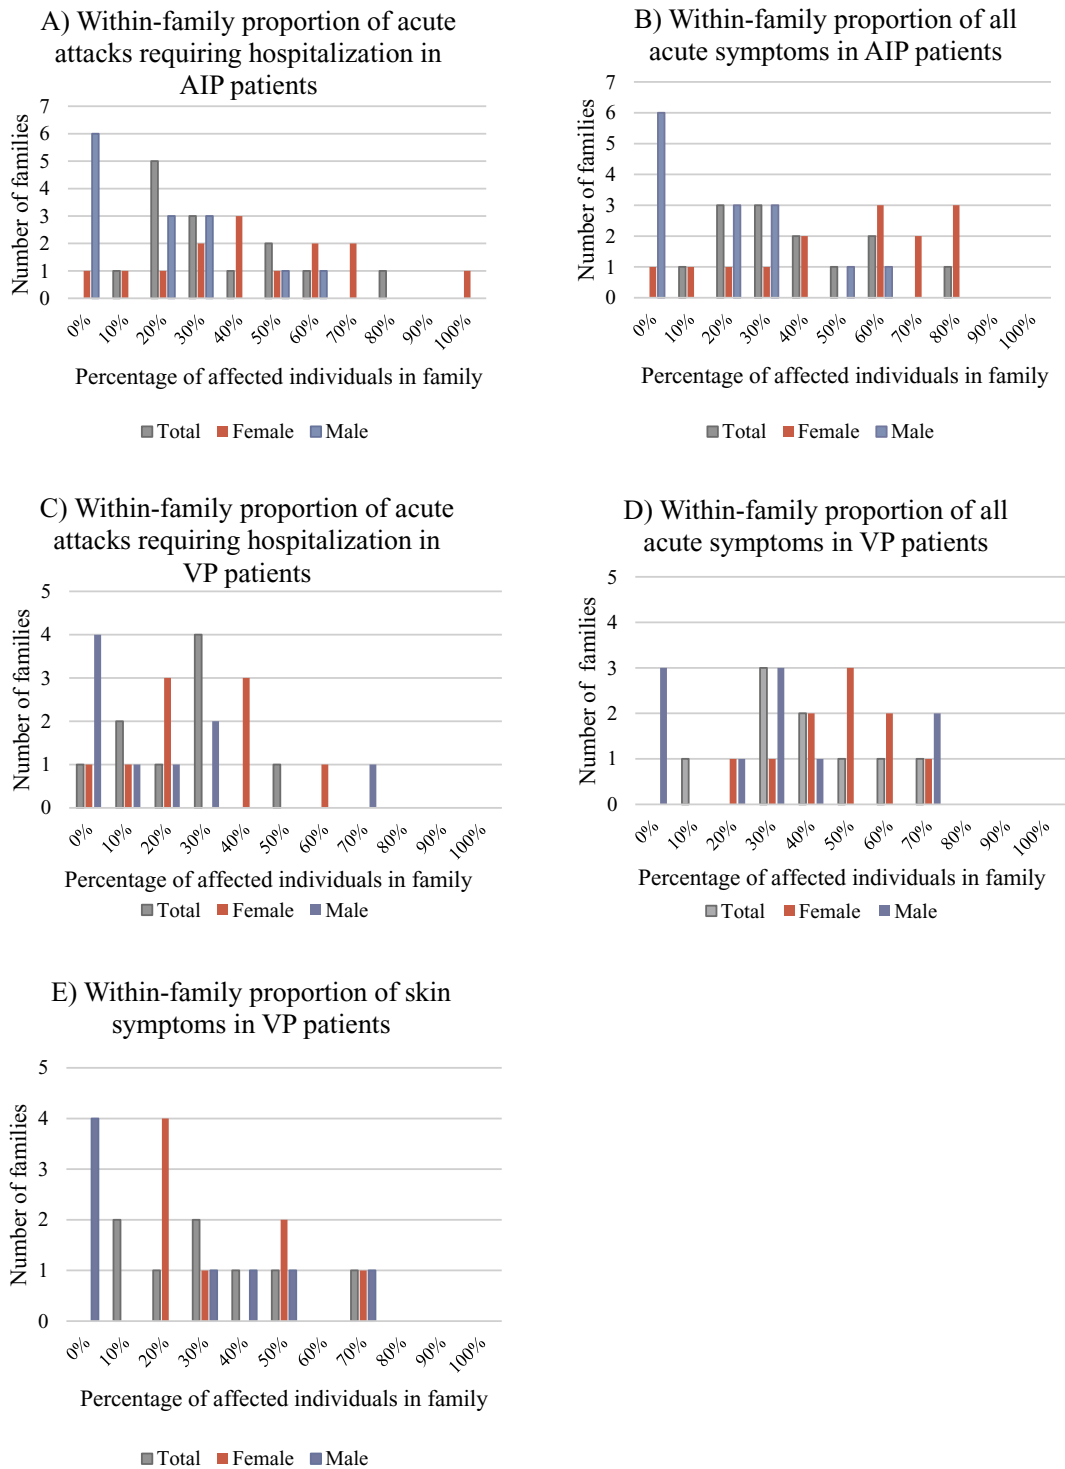 A) Within-family proportion of acute
attacks requiring hospitalization in
AIP patients
Number of families
7
6
5
4
3
2
1
0
0% 10% 20% 30% 40% 50% 60% 70% 80% 90% 100%
Percentage of affected individuals in family
Total Female Male
B) Within-family proportion of all
acute symptoms in AIP patients
Number of families
7
6
5
4
3
2
1
0
0% 10% 20% 30% 40% 50% 60% 70% 80% 90% 100%
Percentage of affected individuals in family
Total Female Male
C) Within-family proportion of acute
attacks requiring hospitalization in
VP patients
Number of families
5
4
3
2
1
0
0% 10% 20% 30% 40% 50% 60% 70% 80% 90% 100%
Percentage of affected individuals in family
Total Female Male
D) Within-family proportion of all
acute symptoms in VP patients
Number of families
5
4
3
2
1
0
0% 10% 20% 30% 40% 50% 60% 70% 80% 90% 100%
Percentage of affected individuals in family
Total Female Male
E) Within-family proportion of skin
symptoms in VP patients
Number of families
5
4
3
2
1
0
0% 10% 20% 30% 40% 50% 60% 70% 80% 90% 100%
Percentage of affected individuals in family
Total Female Male